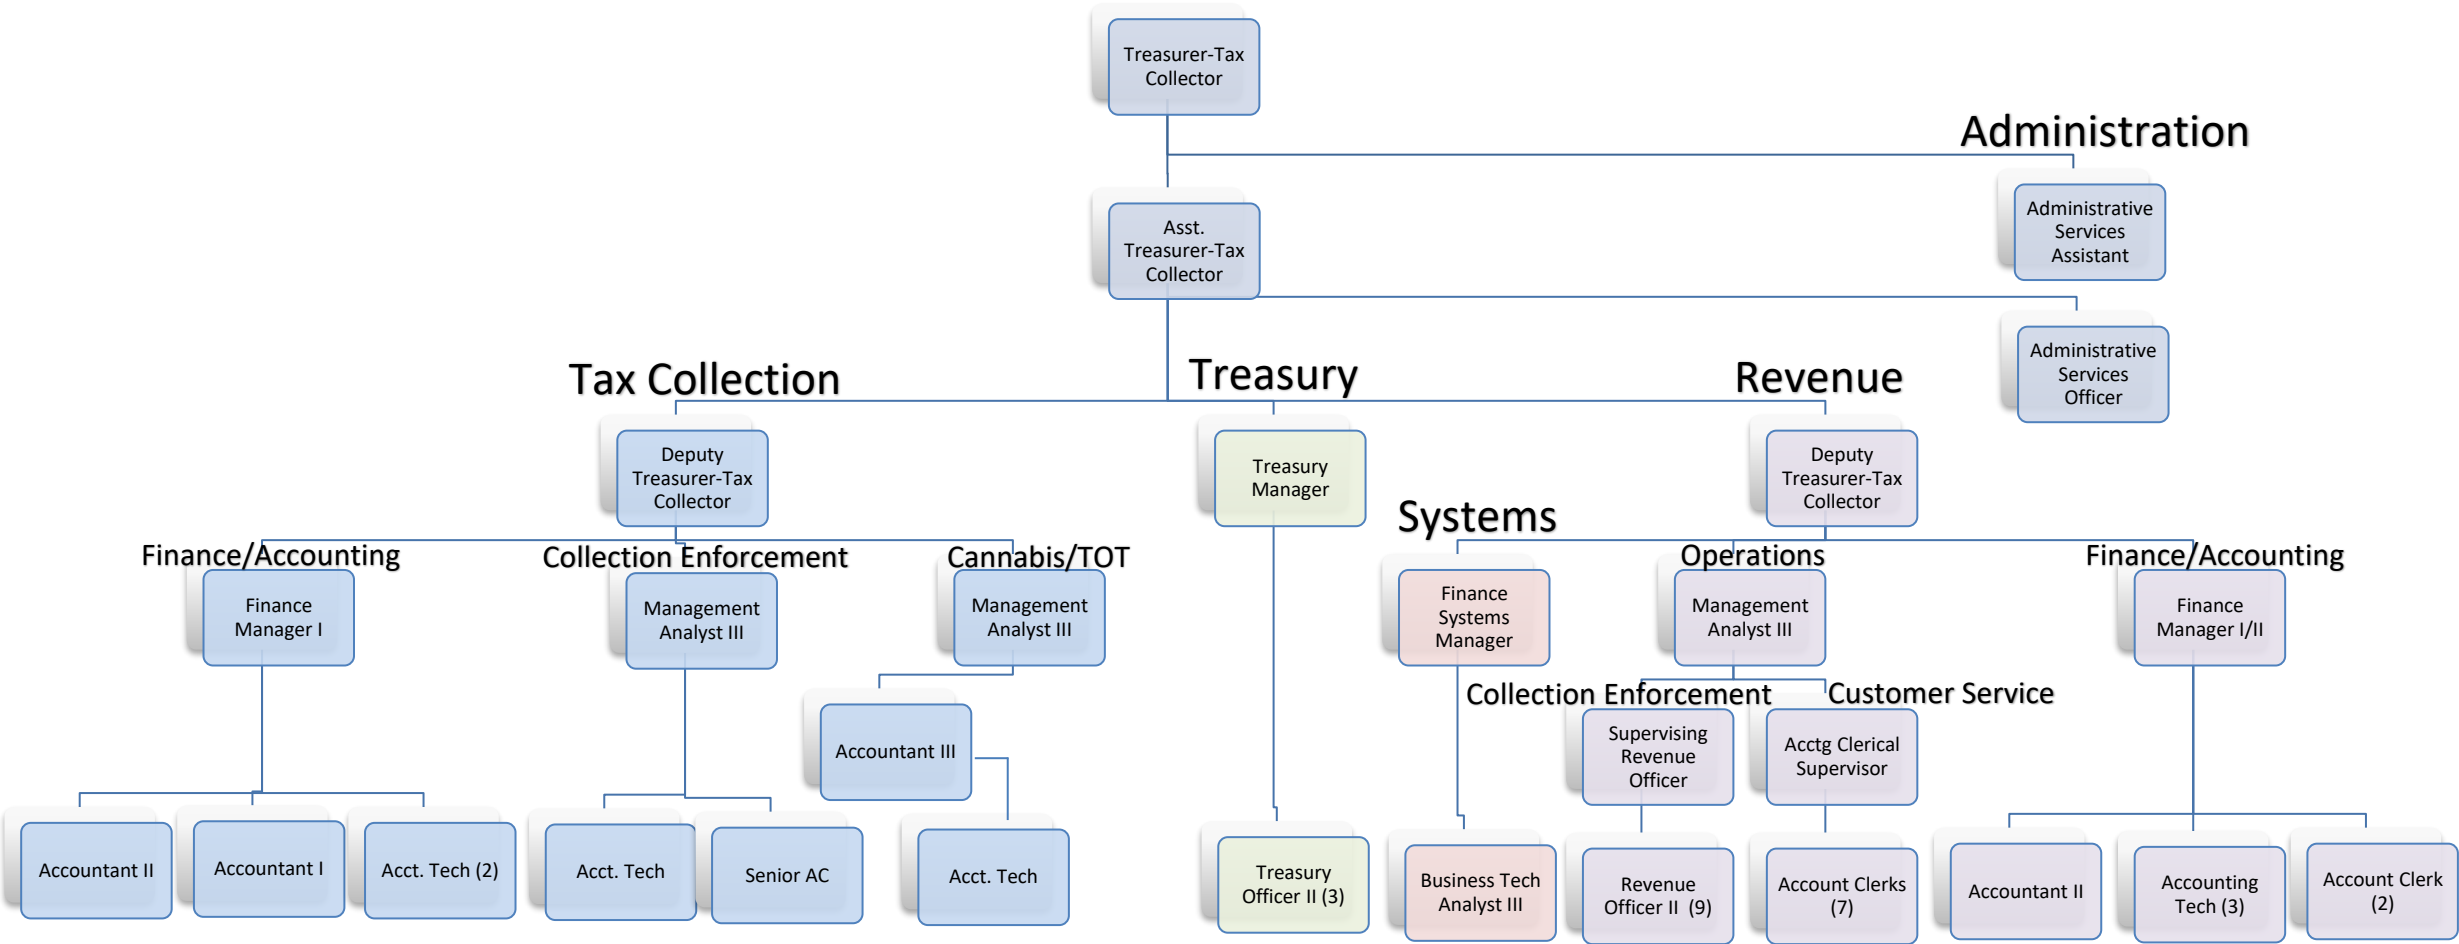 Treasurer-Tax
Collector
Administration
Administrative
Services
Assistant
Asst.
Treasurer-Tax
Collector
Administrative
Services
Officer
Tax Collection
Treasury
Revenue
Deputy
Treasurer-Tax
Collector
Treasury
Manager
Deputy
Treasurer-Tax
Collector
Finance/Accounting
Collection Enforcement
Cannabis/TOT
Systems
Operations
Finance/Accounting
Finance
Manager I
Management
Analyst III
Management
Analyst III
Finance
Systems
Manager
Management
Analyst III
Finance
Manager I/II
Collection Enforcement
Customer Service
Accountant III
Supervising
Revenue
Officer
Acctg Clerical
Supervisor
Accountant II
Accountant I
Acct. Tech (2)
Acct. Tech
Senior AC
Acct. Tech
Treasury
Officer II (3)
Business Tech
Analyst III
Revenue
Officer II (9)
Account Clerks
(7)
Accountant II
Accounting
Tech (3)
Account Clerk
(2)